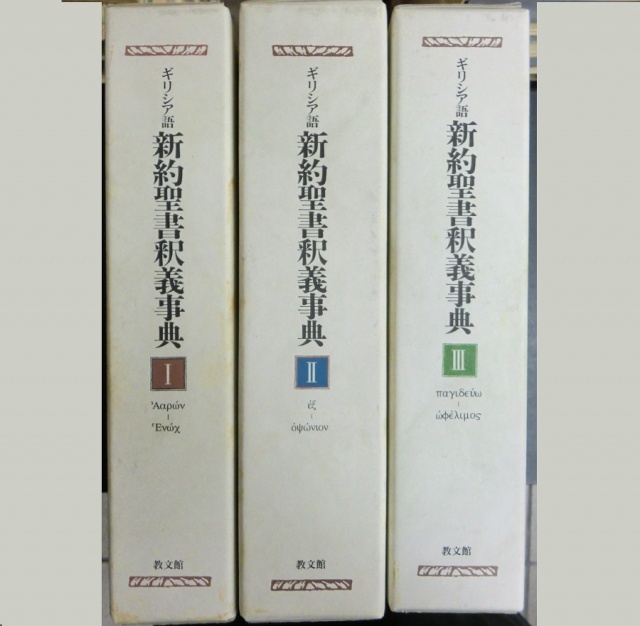 ギリシア語
新約聖書釈義事典
I
Ἀαρών
–
Ἑνώχ
教文館
ギリシア語
新約聖書釈義事典
II
ἐξ
–
ὀψώνιον
教文館
ギリシア語
新約聖書釈義事典
III
παγιδεύω
–
ὠφέλιμος
教文館